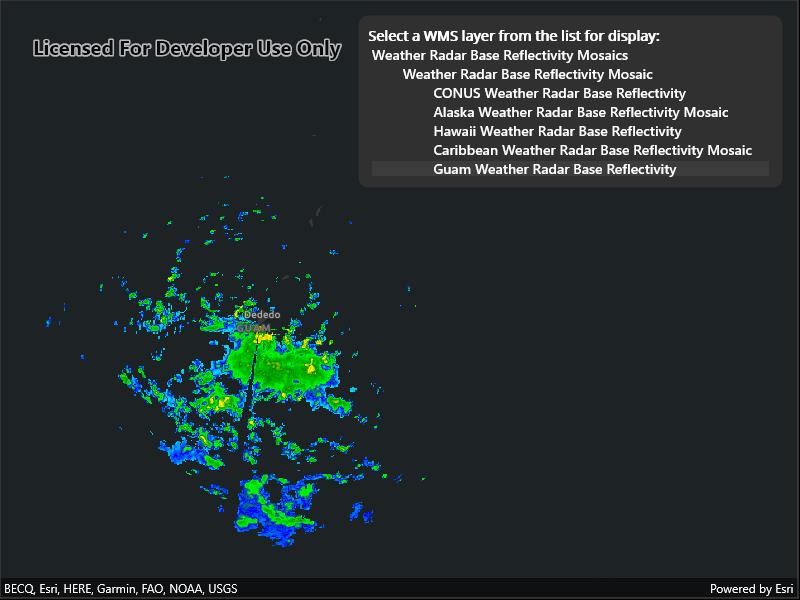 Licensed For Developer Use Only
Select a WMS layer from the list for display:
Weather Radar Base Reflectivity Mosaics
Weather Radar Base Reflectivity Mosaic
CONUS Weather Radar Base Reflectivity
Alaska Weather Radar Base Reflectivity Mosaic
Hawaii Weather Radar Base Reflectivity
Caribbean Weather Radar Base Reflectivity Mosaic
Guam Weather Radar Base Reflectivity
Dededo
GUAM
BECQ, Esri, HERE, Garmin, FAO, NOAA, USGS
Powered by Esri